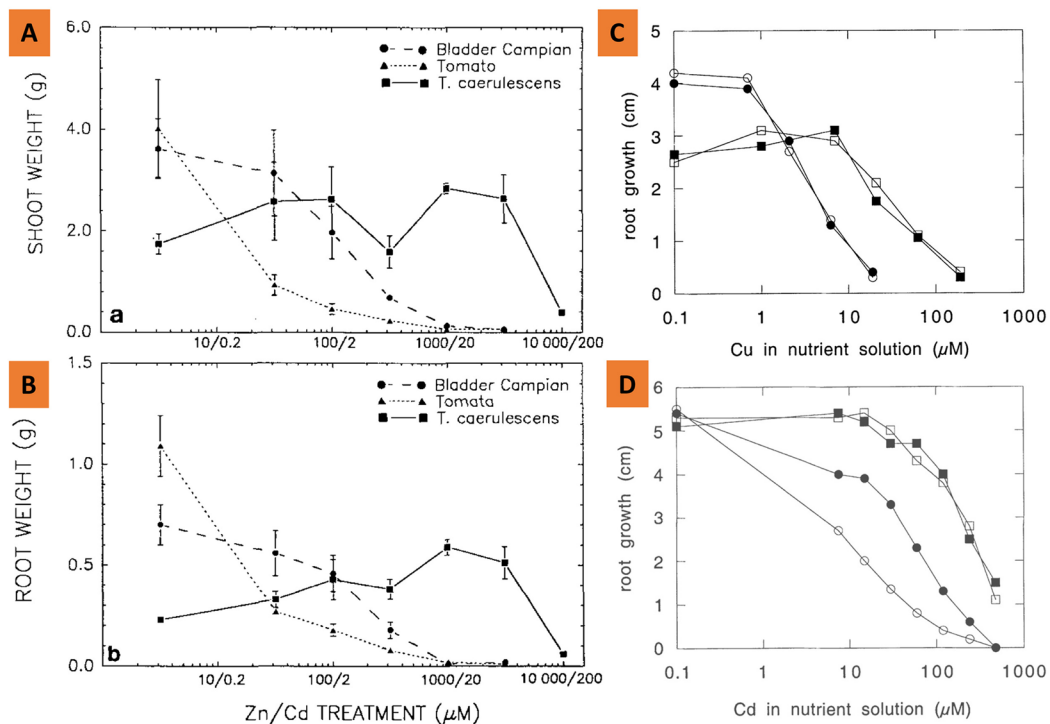 A
SHOOT WEIGHT (g)
6.0
4.0
2.0
0.0
Bladder Campian
Tomato
T. caerulescens
a
10/0.2 100/2 1000/20 10 000/200
B
ROOT WEIGHT (g)
1.5
1.0
0.5
0.0
Bladder Campian
Tomata
T. caerulescens
b
10/0.2 100/2 1000/20 10 000/200
Zn/Cd TREATMENT (μM)
C
root growth (cm)
5
4
3
2
1
0
0.1 1 10 100 1000
Cu in nutrient solution (μM)
D
root growth (cm)
6
5
4
3
2
1
0
0.1 1 10 100 1000
Cd in nutrient solution (μM)